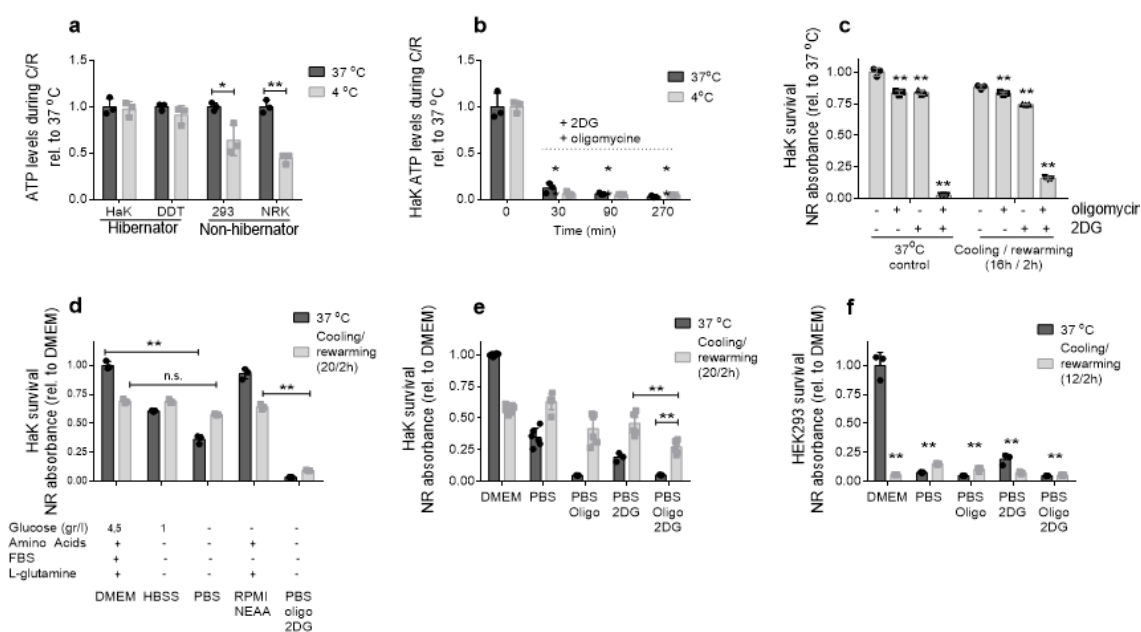 a
ATP levels during C/R
rel. to 37 °C
1.5
1.0
0.5
0.0
37 °C
4 °C
*
**
HaK
DDT
293
NRK
Hibernator
Non-hibernator
b
HaK ATP levels during C/R
rel. to 37 °C
1.5
1.0
0.5
0.0
37°C
4°C
+ 2DG
+ oligomycine
*
*
*
*
*
*
0
30
90
270
Time (min)
c
HaK survival
NR absorbance (rel. to 37 °C)
1.00
0.75
0.50
0.25
0.00
** **
**
**
**
**
- + - + - + - + oligomycin
- - + + - - + + 2DG
37°C
control
Cooling / rewarming
(16h / 2h)
d
HaK survival
NR absorbance (rel. to DMEM)
1.00
0.75
0.50
0.25
0.00
37 °C
Cooling/
rewarming
(20/2h)
**
n.s.
**
Glucose (gr/l) 4,5 1 - - -
Amino Acids + - - + -
FBS + - - - -
L-glutamine + - - + -
DMEM HBSS PBS RPMI NEAA PBS oligo 2DG
e
HaK survival
NR absorbance (rel. to DMEM)
1.00
0.75
0.50
0.25
0.00
37 °C
Cooling/
rewarming
(20/2h)
**
**
DMEM
PBS
PBS
Oligo
PBS
2DG
PBS
Oligo
2DG
f
HEK293 survival
NR absorbance (rel. to DMEM)
1.00
0.75
0.50
0.25
0.00
37 °C
Cooling/
rewarming
(12/2h)
**
**
**
**
**
DMEM
PBS
PBS
Oligo
PBS
2DG
PBS
Oligo
2DG